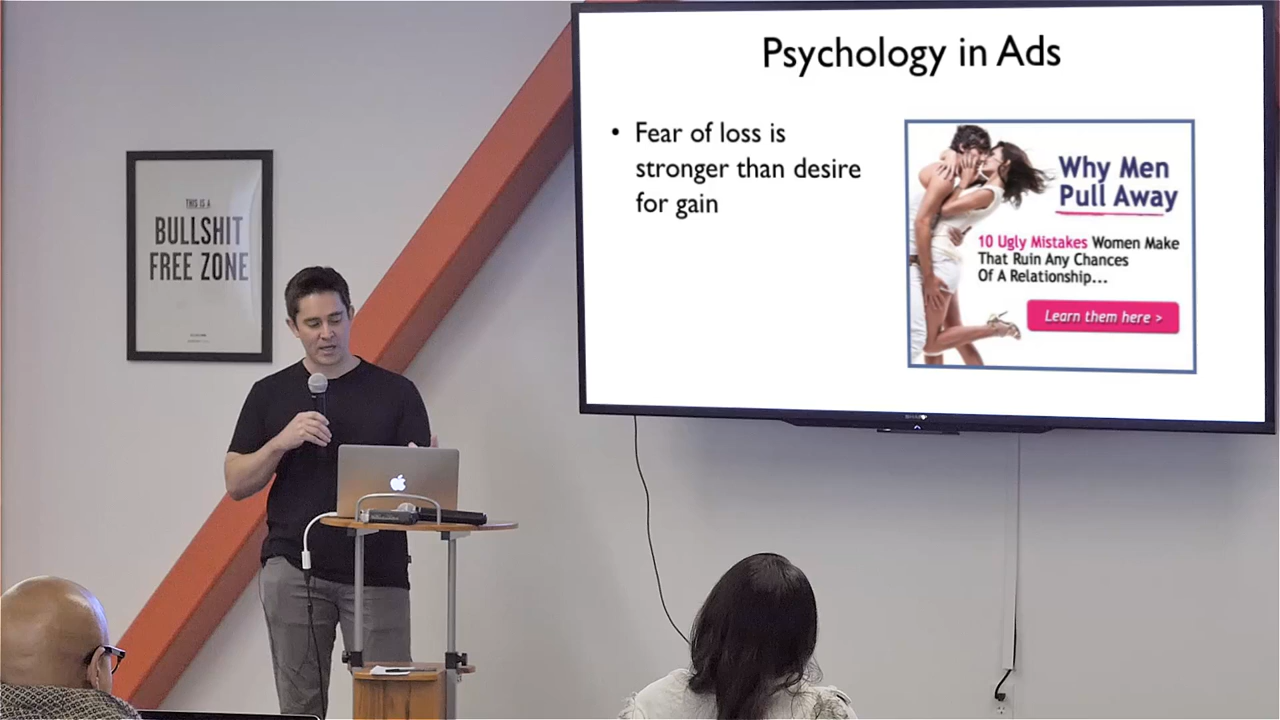 Psychology in Ads
• Fear of loss is
stronger than desire
for gain
Why Men
Pull Away
10 Ugly Mistakes Women Make
That Ruin Any Chances
Of A Relationship...
Learn them here >
SHARP
THIS IS A
BULLSHIT
FREE ZONE